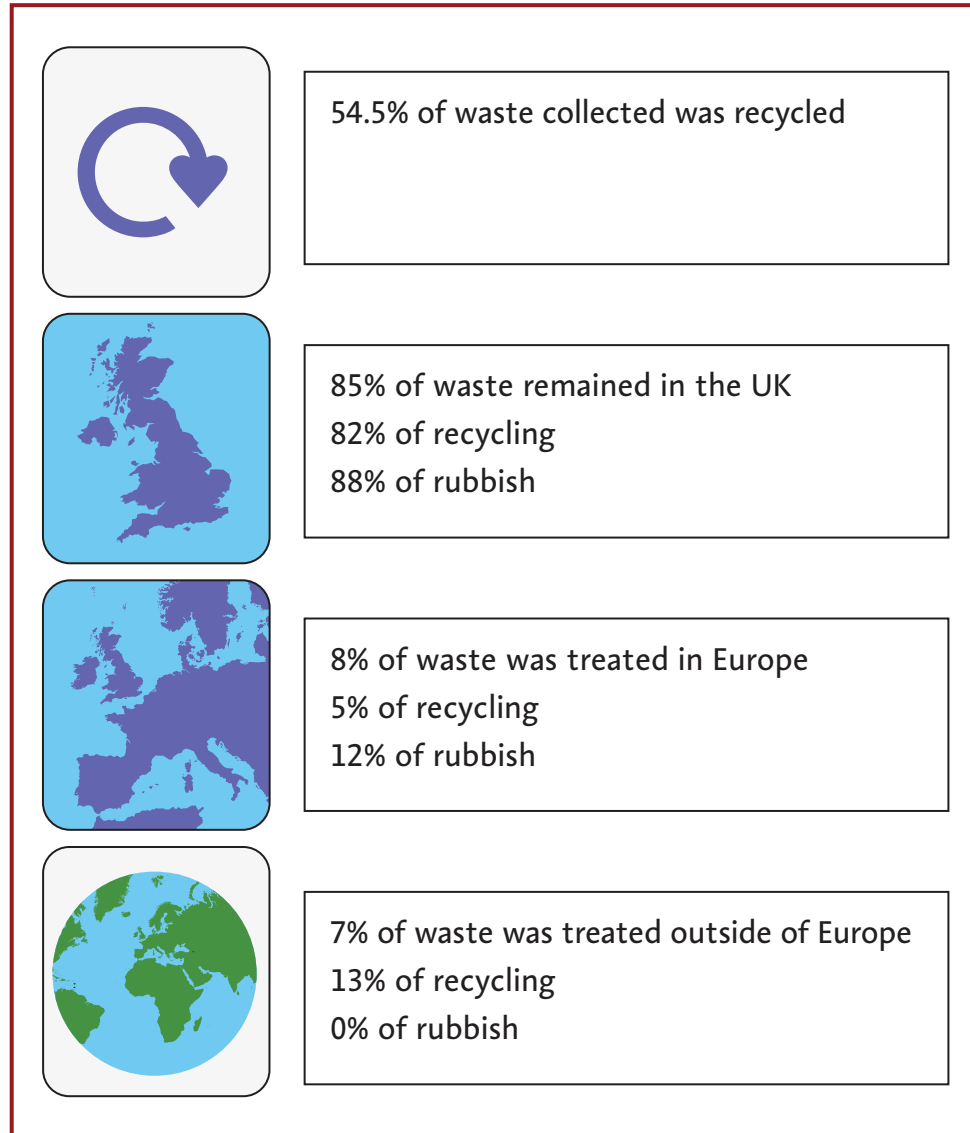 54.5% of waste collected was recycled
85% of waste remained in the UK
82% of recycling
88% of rubbish
8% of waste was treated in Europe
5% of recycling
12% of rubbish
7% of waste was treated outside of Europe
13% of recycling
0% of rubbish